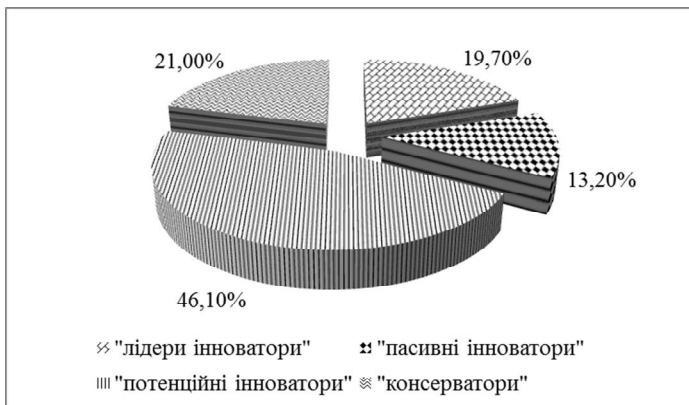 21,00% 19,70%
13,20%
46,10%
"лідери інноватори" "пасивні інноватори"
"потенційні інноватори" "консерватори"